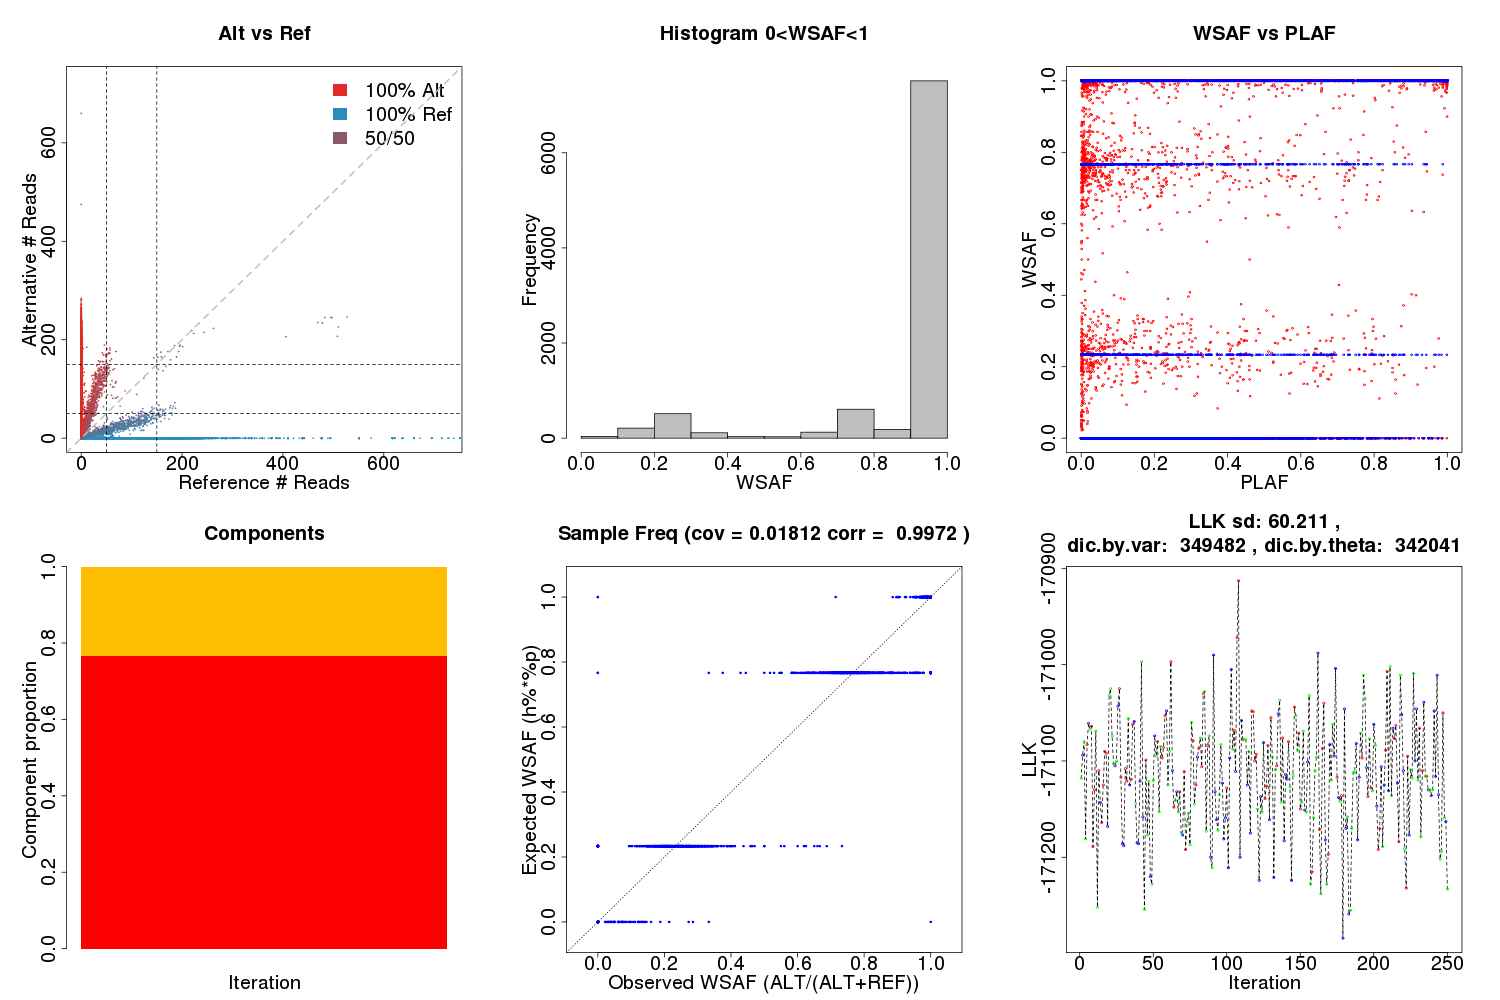 Alt vs Ref
100% Alt
100% Ref
50/50
Alternative # Reads
0 200 400 600
0 200 400 600
Reference # Reads
Histogram 0<WSAF<1
Frequency
0 2000 4000 6000
0.0 0.2 0.4 0.6 0.8 1.0
WSAF
WSAF vs PLAF
WSAF
0.0 0.2 0.4 0.6 0.8 1.0
0.0 0.2 0.4 0.6 0.8 1.0
PLAF
Components
Component proportion
0.0 0.2 0.4 0.6 0.8 1.0
Iteration
Sample Freq (cov = 0.01812 corr = 0.9972 )
Expected WSAF (h%*%p)
0.0 0.2 0.4 0.6 0.8 1.0
0.0 0.2 0.4 0.6 0.8 1.0
Observed WSAF (ALT/(ALT+REF))
LLK sd: 60.211 ,
dic.by.var: 349482 , dic.by.theta: 342041
LLK
-171200 -171100 -171000 -170900
0 50 100 150 200 250
Iteration